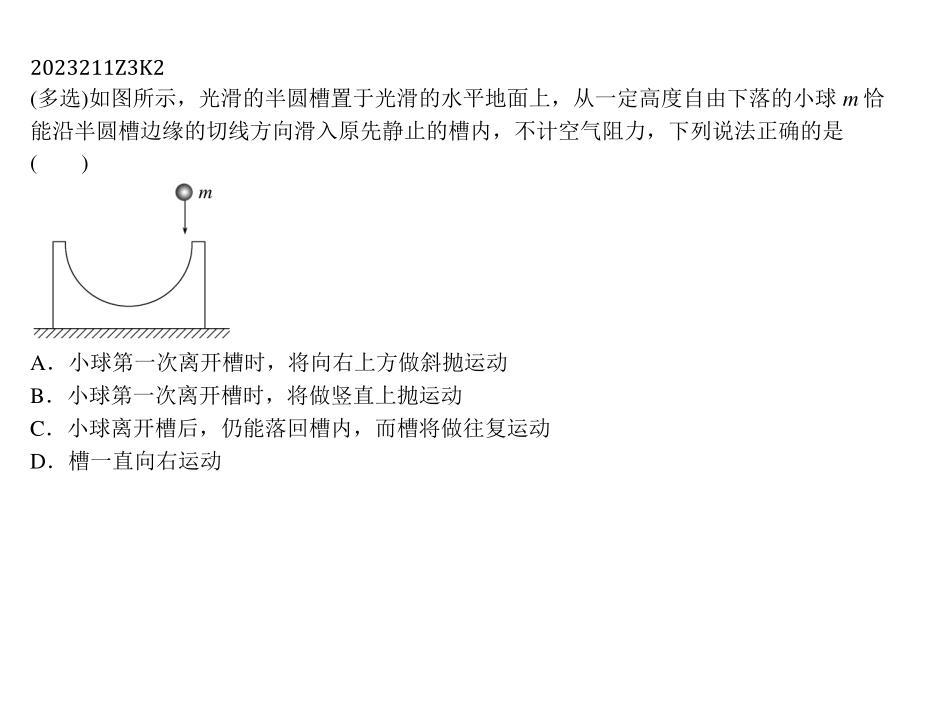 2023211Z3K2
(多选)如图所示，光滑的半圆槽置于光滑的水平地面上，从一定高度自由下落的小球 m 恰
能沿半圆槽边缘的切线方向滑入原先静止的槽内，不计空气阻力，下列说法正确的是
(　　)
m
A．小球第一次离开槽时，将向右上方做斜抛运动
B．小球第一次离开槽时，将做竖直上抛运动
C．小球离开槽后，仍能落回槽内，而槽将做往复运动
D．槽一直向右运动